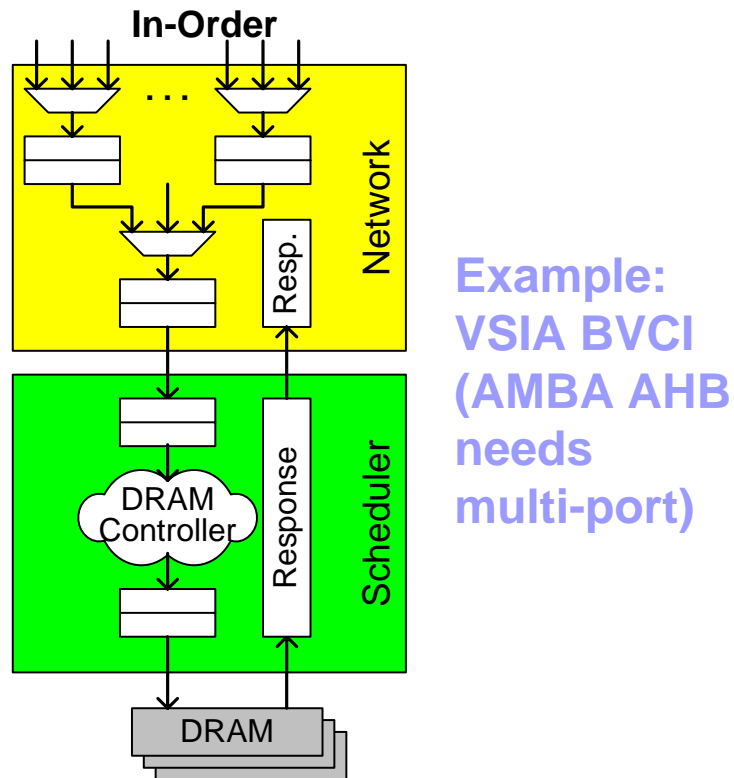 In-Order
. . .
Network
Resp.
Example:
VSIA BVCI
(AMBA AHB
needs
multi-port)
DRAM
Controller
Response
Scheduler
DRAM